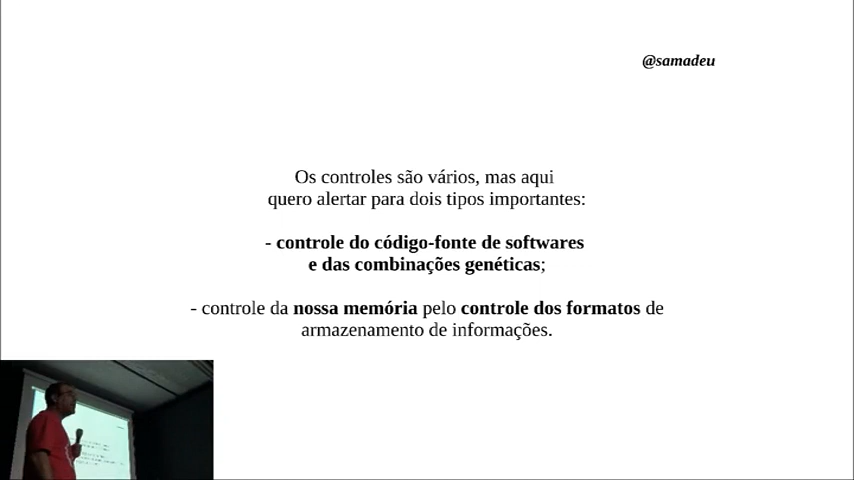 @samadeu
Os controles são vários, mas aqui
quero alertar para dois tipos importantes:
- controle do código-fonte de softwares
e das combinações genéticas;
- controle da nossa memória pelo controle dos formatos de
armazenamento de informações.